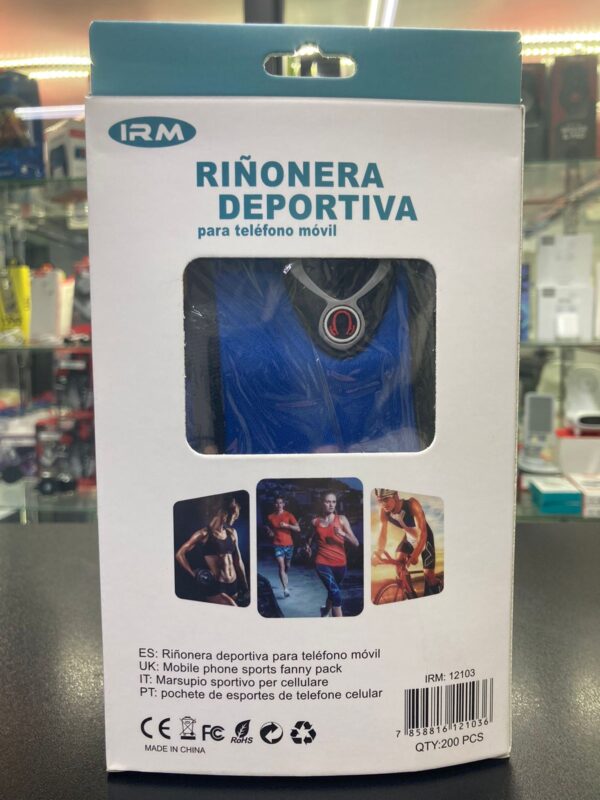 IRM
RIÑONERA
DEPORTIVA
para teléfono móvil
ES: Riñonera deportiva para teléfono móvil
UK: Mobile phone sports fanny pack
IT: Marsupio sportivo per cellulare
PT: pochete de esportes de telefone celular
IRM: 12103
7 858816 121036
QTY:200 PCS
CE FC RoHS
MADE IN CHINA